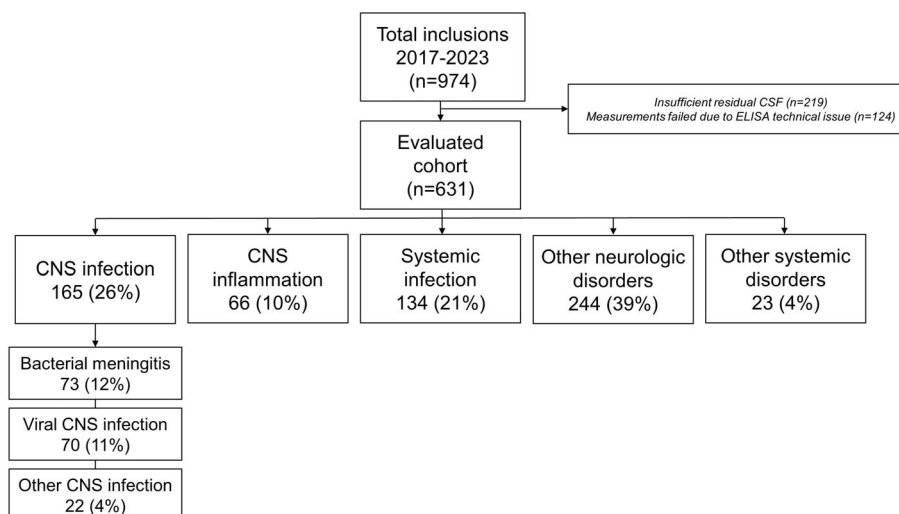 Total inclusions
2017-2023
(n=974)
Insufficient residual CSF (n=219)
Measurements failed due to ELISA technical issue (n=124)
Evaluated
cohort
(n=631)
CNS infection
165 (26%)
CNS
inflammation
66 (10%)
Systemic
infection
134 (21%)
Other neurologic
disorders
244 (39%)
Other systemic
disorders
23 (4%)
Bacterial meningitis
73 (12%)
Viral CNS infection
70 (11%)
Other CNS infection
22 (4%)